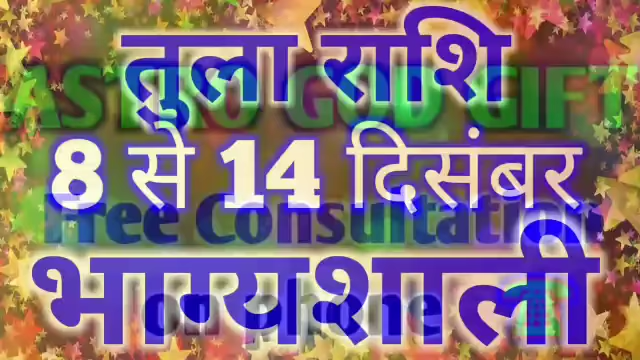 तुला राशि
ASTRO GOD GIFT
8 से 14 दिसंबर
Free Consultation
भाग्यशाली
on phone